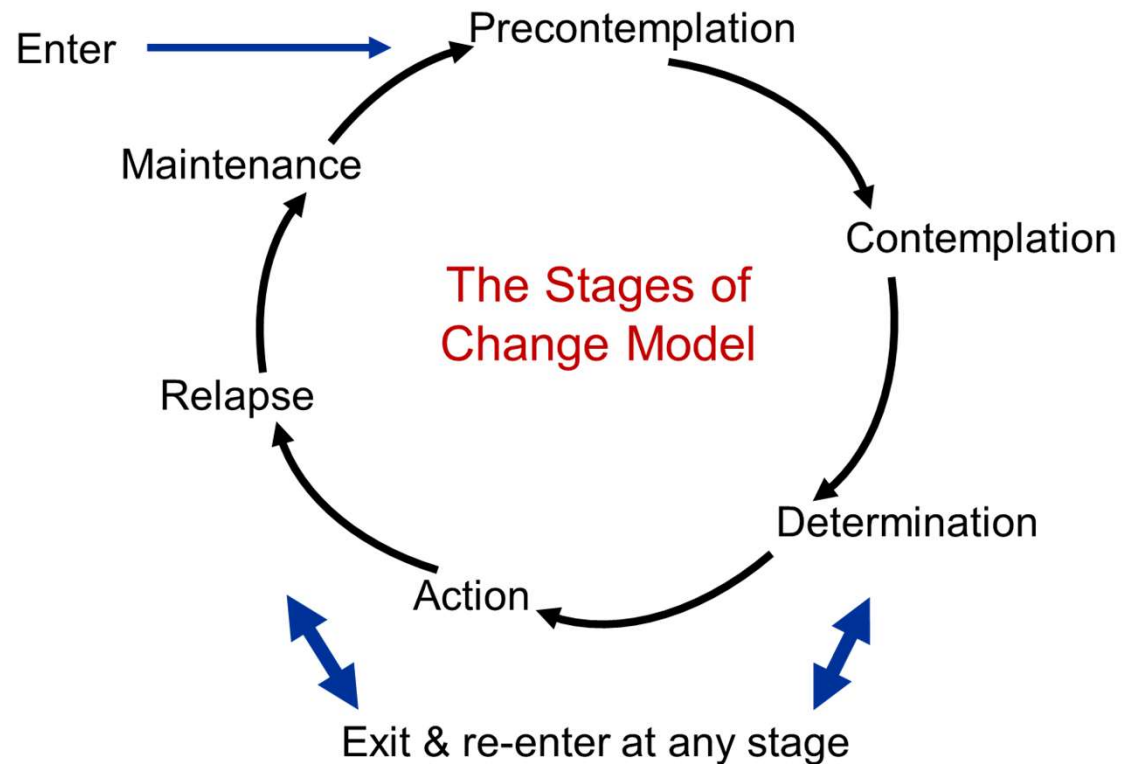 Enter
Precontemplation
Maintenance
Contemplation
The Stages of
Change Model
Relapse
Determination
Action
Exit & re-enter at any stage